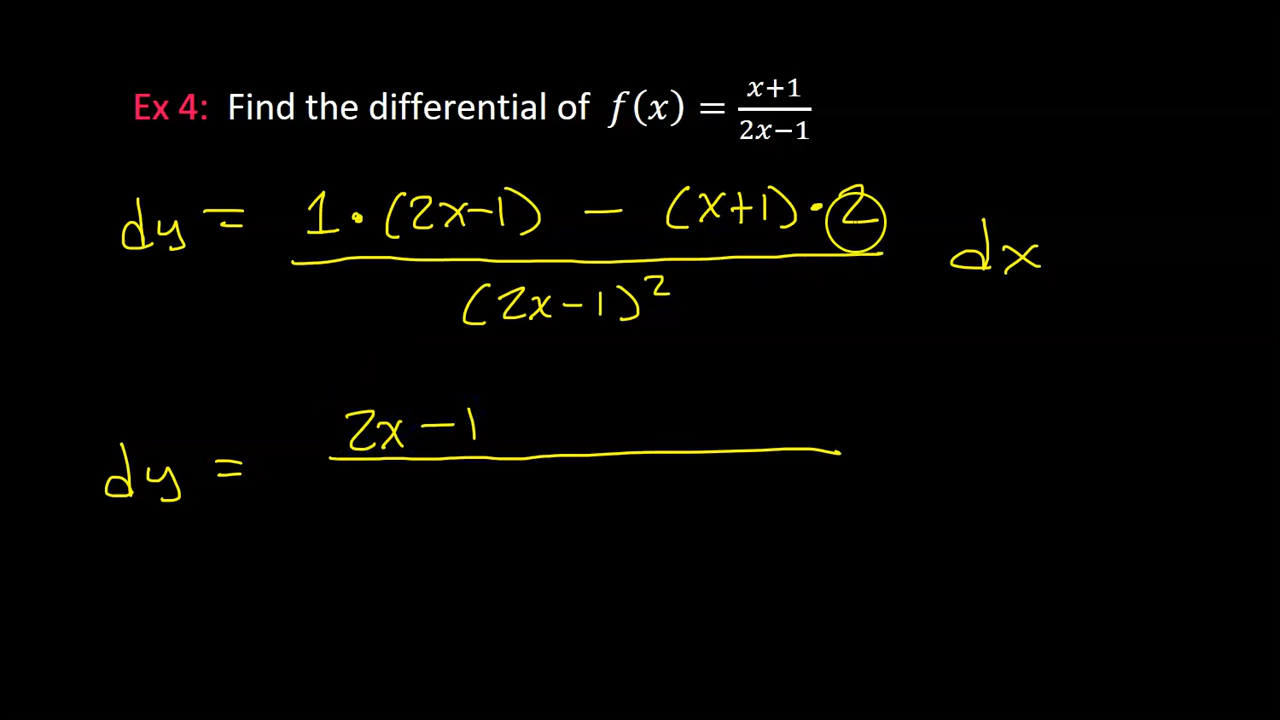 Ex 4: Find the differential of f(x) = x+1 / 2x−1
dy = 1 • (2x−1) − (x+1) • 2 / (2x−1)² dx
dy = 2x − 1